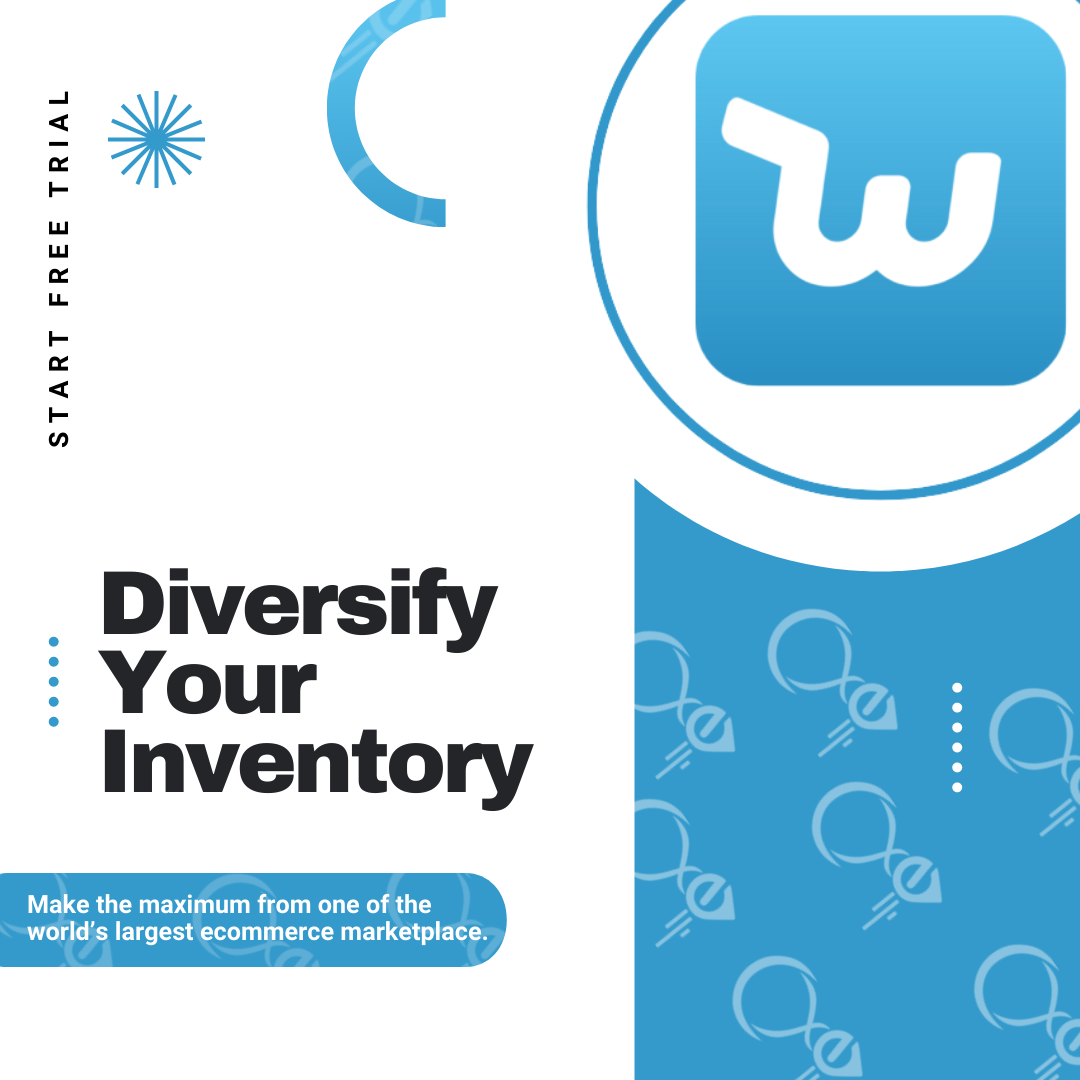 START FREE TRIAL
Diversify
Your
Inventory
Make the maximum from one of the
world’s largest ecommerce marketplace.